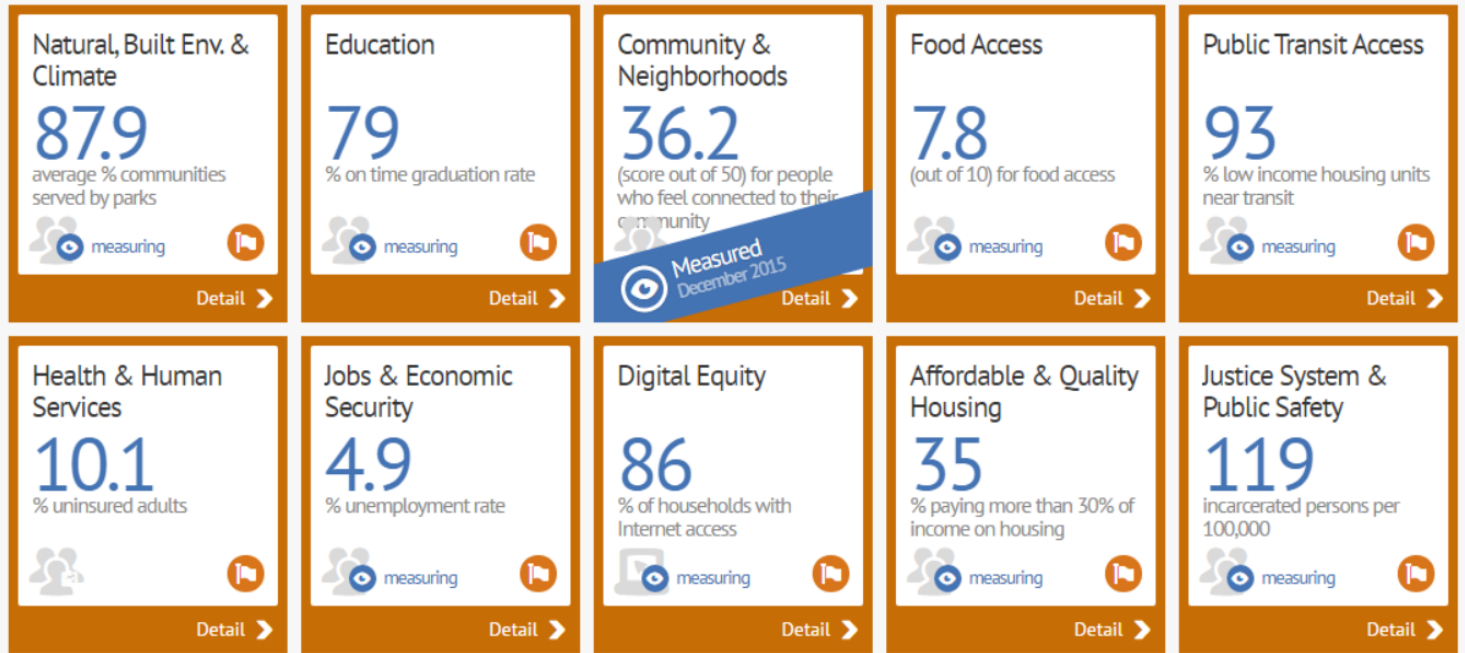 Natural, Built Env. &
Climate
87.9
average % communities
served by parks
measuring
Detail
Education
79
% on time graduation rate
measuring
Detail
Community &
Neighborhoods
36.2
(score out of 50) for people
who feel connected to their
community
Measured
December 2015
Detail
Food Access
7.8
(out of 10) for food access
measuring
Detail
Public Transit Access
93
% low income housing units
near transit
measuring
Detail
Health & Human
Services
10.1
% uninsured adults
Detail
Jobs & Economic
Security
4.9
% unemployment rate
measuring
Detail
Digital Equity
86
% of households with
Internet access
measuring
Detail
Affordable & Quality
Housing
35
% paying more than 30% of
income on housing
measuring
Detail
Justice System &
Public Safety
119
incarcerated persons per
100,000
measuring
Detail